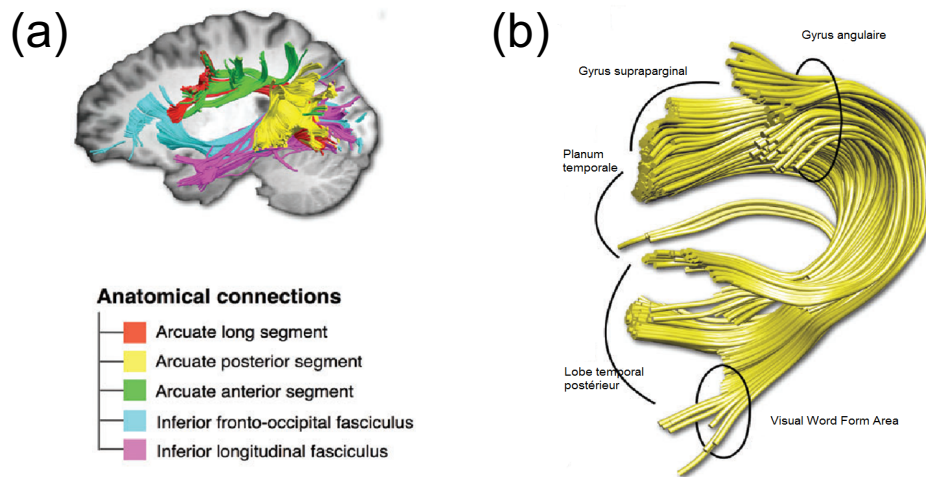 (a)
Anatomical connections
Arcuate long segment
Arcuate posterior segment
Arcuate anterior segment
Inferior fronto-occipital fasciculus
Inferior longitudinal fasciculus
(b)
Gyrus angulaire
Gyrus supraparginal
Planum
temporale
Lobe temporal
postérieur
Visual Word Form Area